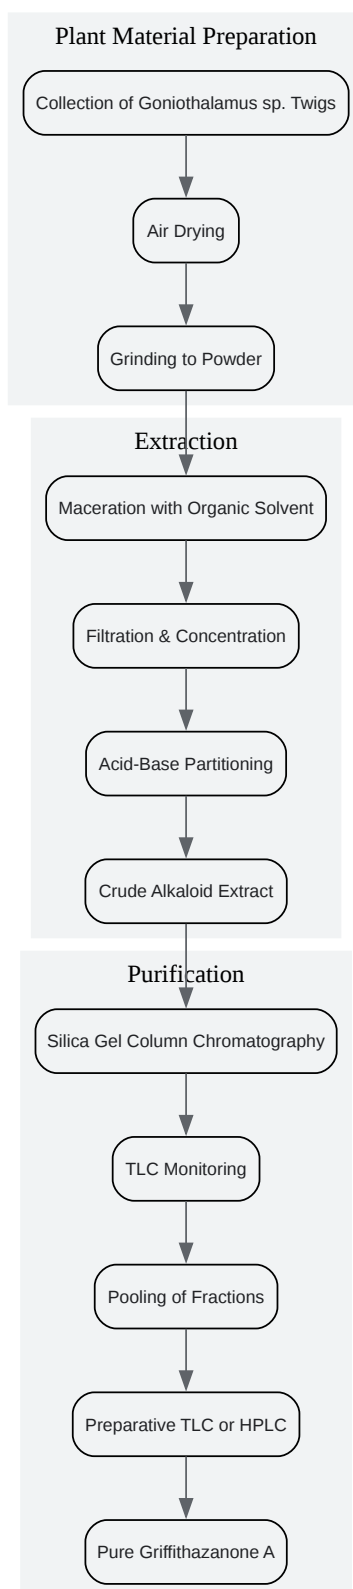 Plant Material Preparation
Collection of Goniothalamus sp. Twigs
Air Drying
Grinding to Powder
Extraction
Maceration with Organic Solvent
Filtration & Concentration
Acid-Base Partitioning
Crude Alkaloid Extract
Purification
Silica Gel Column Chromatography
TLC Monitoring
Pooling of Fractions
Preparative TLC or HPLC
Pure Griffithazanone A